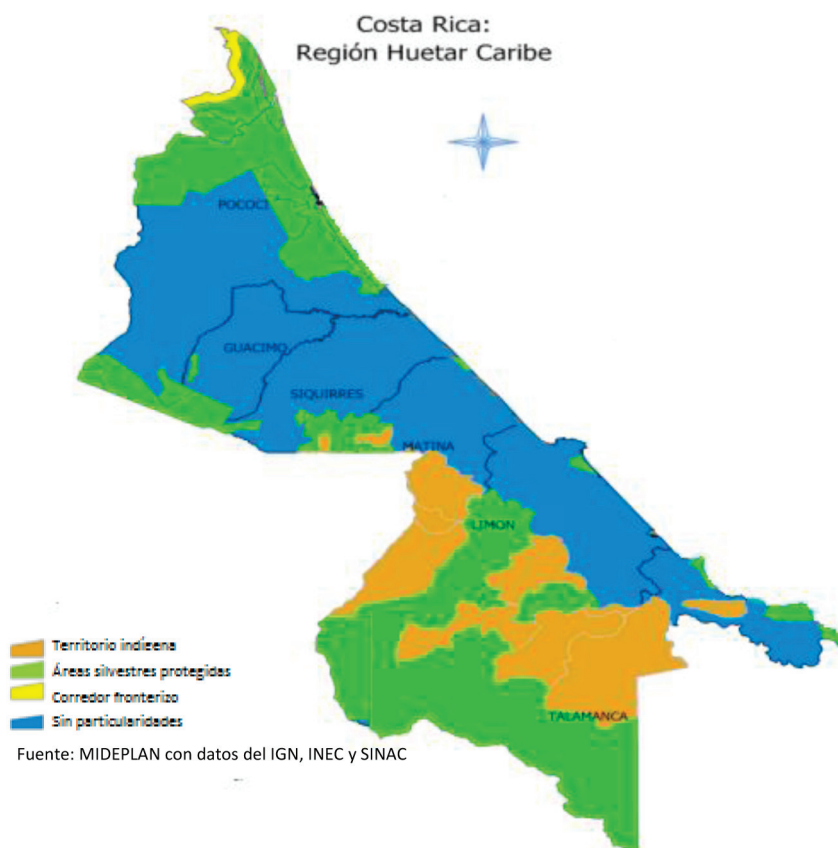 Costa Rica:
Región Huetar Caribe
POCOCI
GUACIMO
SIQUIRRES
MATINA
LIMON
TALAMANCA
Territorio indígena
Áreas silvestres protegidas
Corredor fronterizo
Sin particularidades
Fuente: MIDEPLAN con datos del IGN, INEC y SINAC